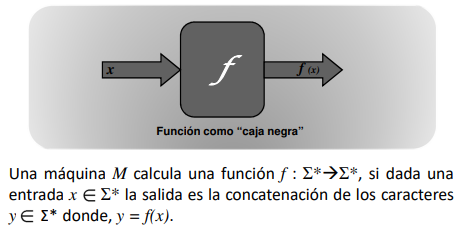 x
f
f (x)
Función como “caja negra”
Una máquina M calcula una función f : Σ*→Σ*, si dada una
entrada x ∈ Σ* la salida es la concatenación de los caracteres
y ∈ Σ* donde, y = f(x).